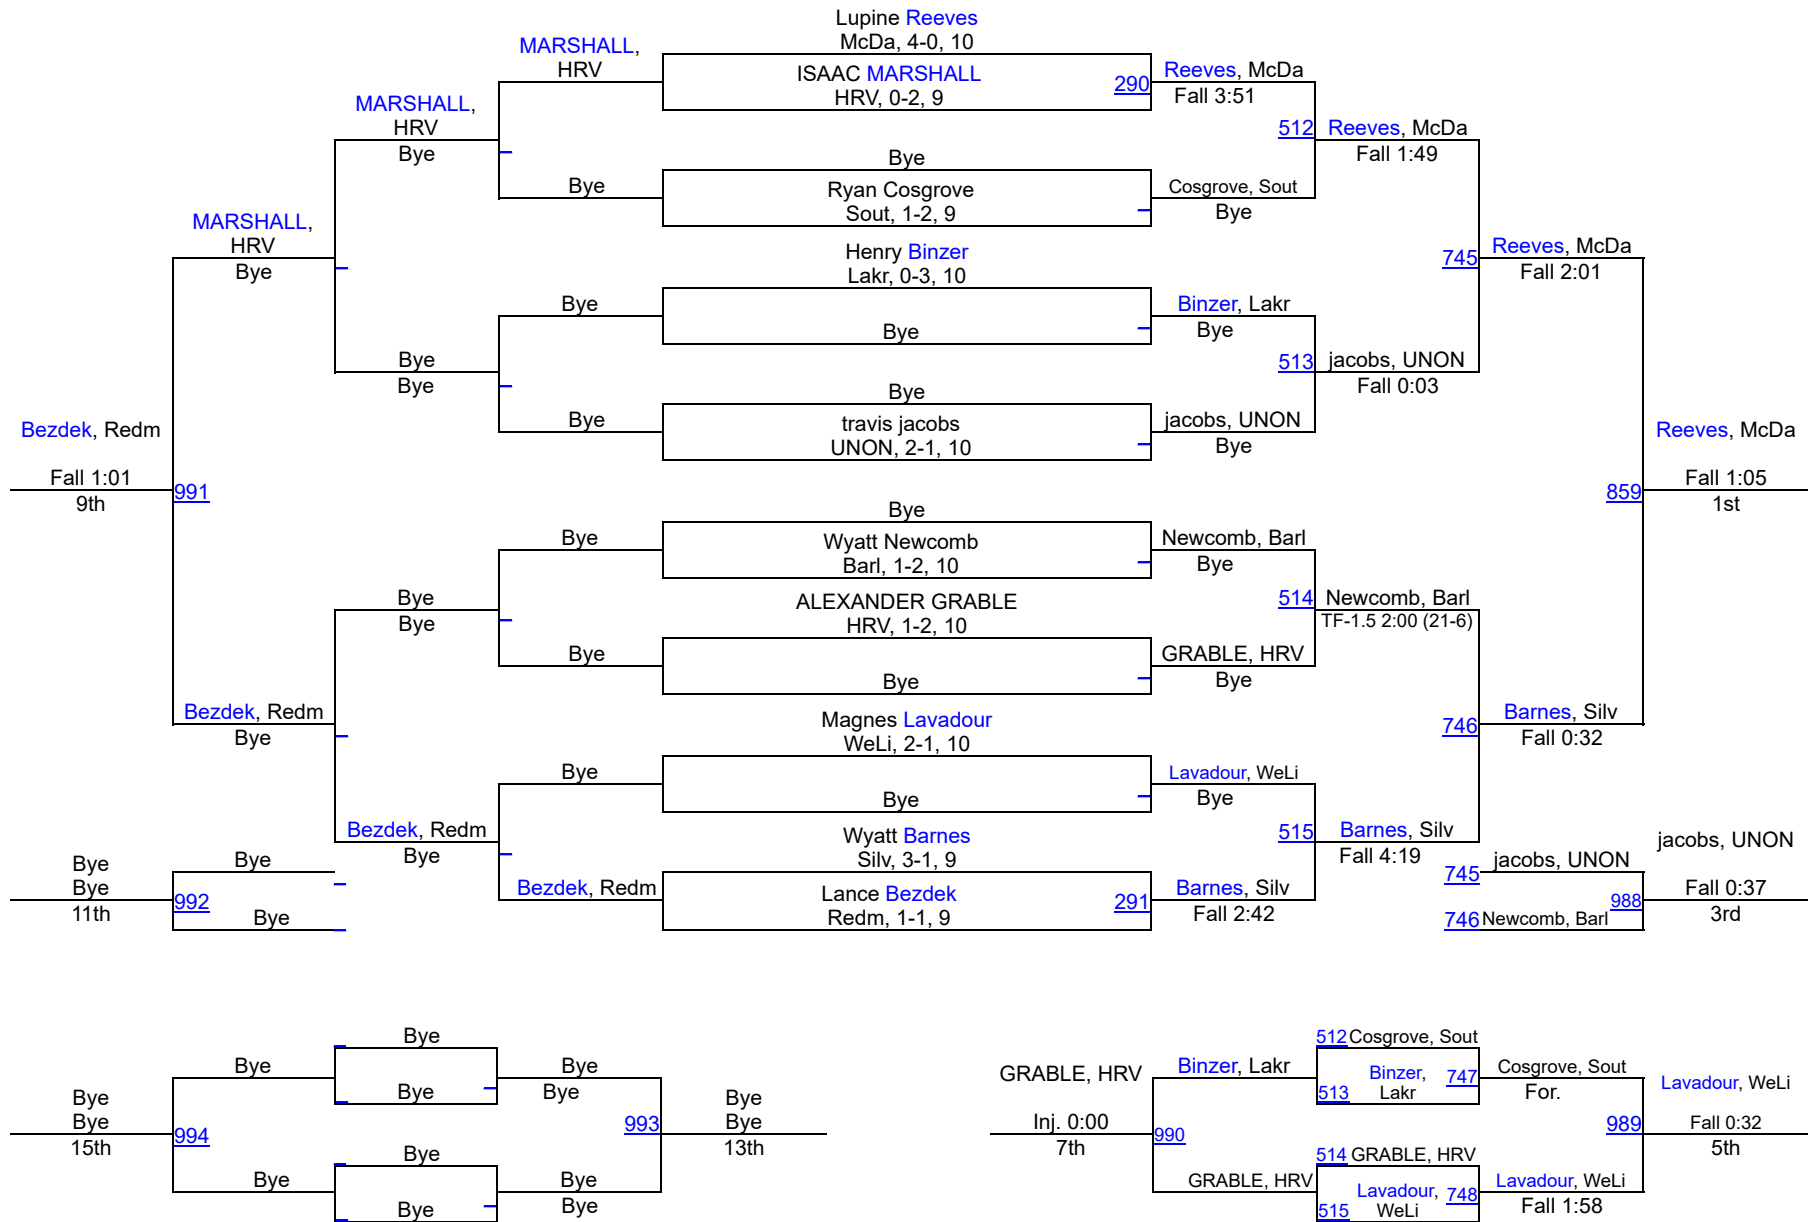 Lupine Reeves
McDa, 4-0, 10
MARSHALL,
HRV
ISAAC MARSHALL
HRV, 0-2, 9
290
Reeves, McDa
Fall 3:51
MARSHALL,
HRV
Bye
512
Reeves, McDa
Fall 1:49
Bye
Bye
Ryan Cosgrove
Sout, 1-2, 9
Cosgrove, Sout
Bye
MARSHALL,
HRV
Bye
Henry Binzer
Lakr, 0-3, 10
745
Reeves, McDa
Fall 2:01
Bye
Bye
Binzer, Lakr
Bye
Bye
Bye
513
jacobs, UNON
Fall 0:03
Bye
Bye
travis jacobs
UNON, 2-1, 10
jacobs, UNON
Bye
Bezdek, Redm
Fall 1:01
9th
991
Reeves, McDa
859
Fall 1:05
1st
Bye
Bye
Wyatt Newcomb
Barl, 1-2, 10
Newcomb, Barl
Bye
Bye
Bye
ALEXANDER GRABLE
HRV, 1-2, 10
514
Newcomb, Barl
TF-1.5 2:00 (21-6)
Bye
Bye
GRABLE, HRV
Bye
Bezdek, Redm
Bye
Magnes Lavadour
WeLi, 2-1, 10
746
Barnes, Silv
Fall 0:32
Bye
Bye
Lavadour, WeLi
Bye
Bezdek, Redm
Bye
Wyatt Barnes
Silv, 3-1, 9
515
Barnes, Silv
Fall 4:19
Bezdek, Redm
Lance Bezdek
Redm, 1-1, 9
291
Barnes, Silv
Fall 2:42
Bye
Bye
11th
Bye
992
Bye
745
jacobs, UNON
746
Newcomb, Barl
988
jacobs, UNON
Fall 0:37
3rd
Bye
Bye
Bye
Bye
Bye
Bye
Bye
15th
994
993
Bye
Bye
13th
Bye
Bye
Bye
Bye
Bye
GRABLE, HRV
Inj. 0:00
7th
Binzer, Lakr
990
GRABLE, HRV
512
Cosgrove, Sout
Binzer,
Lakr
513
747
Cosgrove, Sout
For.
514
GRABLE, HRV
Lavadour,
WeLi
515
748
Lavadour, WeLi
Fall 1:58
989
Lavadour, WeLi
Fall 0:32
5th